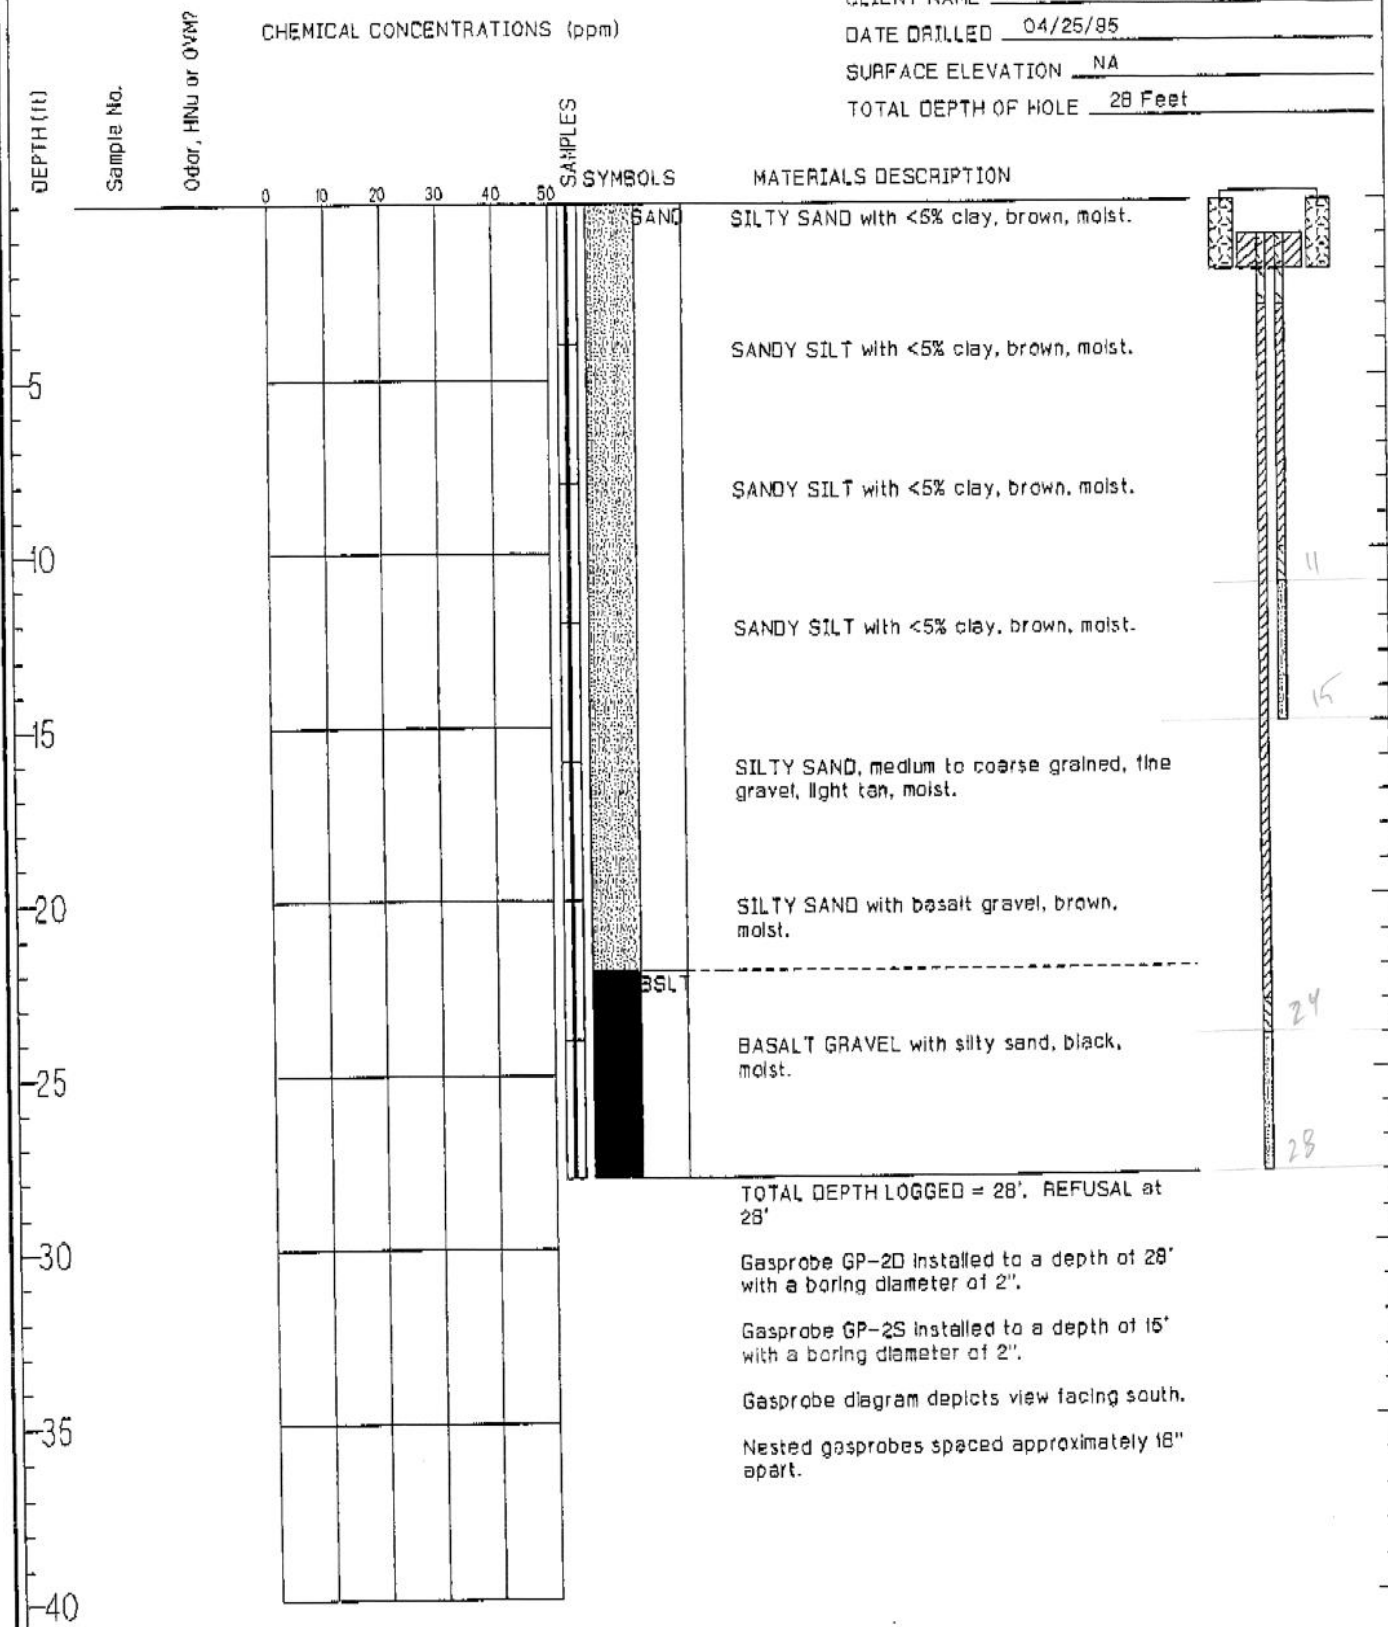 CHEMICAL CONCENTRATIONS (ppm)
DATE DRILLED 04/25/95
SURFACE ELEVATION NA
TOTAL DEPTH OF HOLE 28 Feet
DEPTH (ft)
Sample No.
Odor, HNu or OVM?
SAMPLES
SYMBOLS
MATERIALS DESCRIPTION
0 10 20 30 40 50
SAND
SILTY SAND with <5% clay, brown, moist.
SANDY SILT with <5% clay, brown, moist.
5
SANDY SILT with <5% clay, brown, moist.
10
11
SANDY SILT with <5% clay, brown, moist.
15
15
SILTY SAND, medium to coarse grained, fine
gravel, light tan, moist.
20
SILTY SAND with basalt gravel, brown,
moist.
BSLT
24
BASALT GRAVEL with silty sand, black,
moist.
25
28
TOTAL DEPTH LOGGED = 28'. REFUSAL at
28'
30
Gasprobe GP-2D installed to a depth of 28'
with a boring diameter of 2".
Gasprobe GP-2S installed to a depth of 15'
with a boring diameter of 2".
Gasprobe diagram depicts view facing south.
35
Nested gasprobes spaced approximately 18"
apart.
40